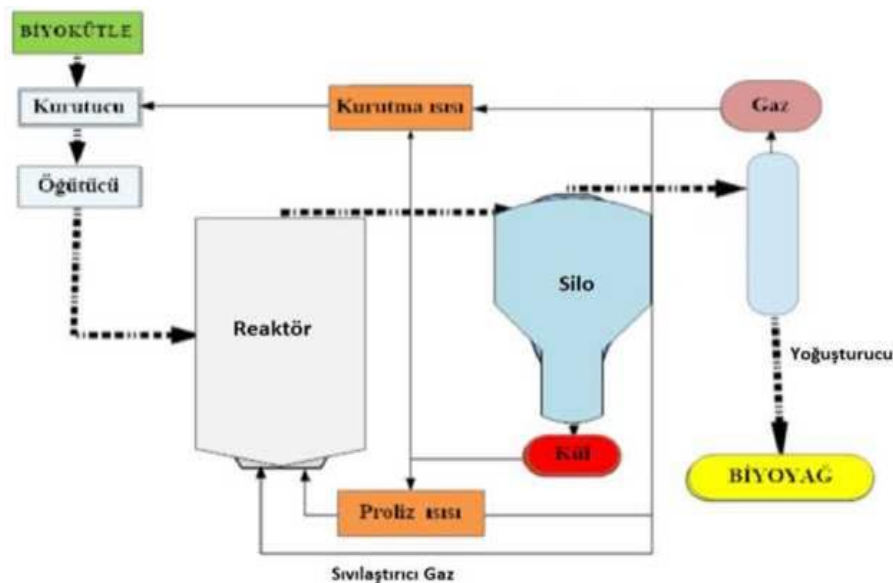 BİYOKÜTLE
Kurutucu
Kurutma ısısı
Gaz
Öğütücü
Silo
Reaktör
Yoğuşturucu
Kül
BİYOYAĞ
Proliz ısısı
Sıvılaştırıcı Gaz